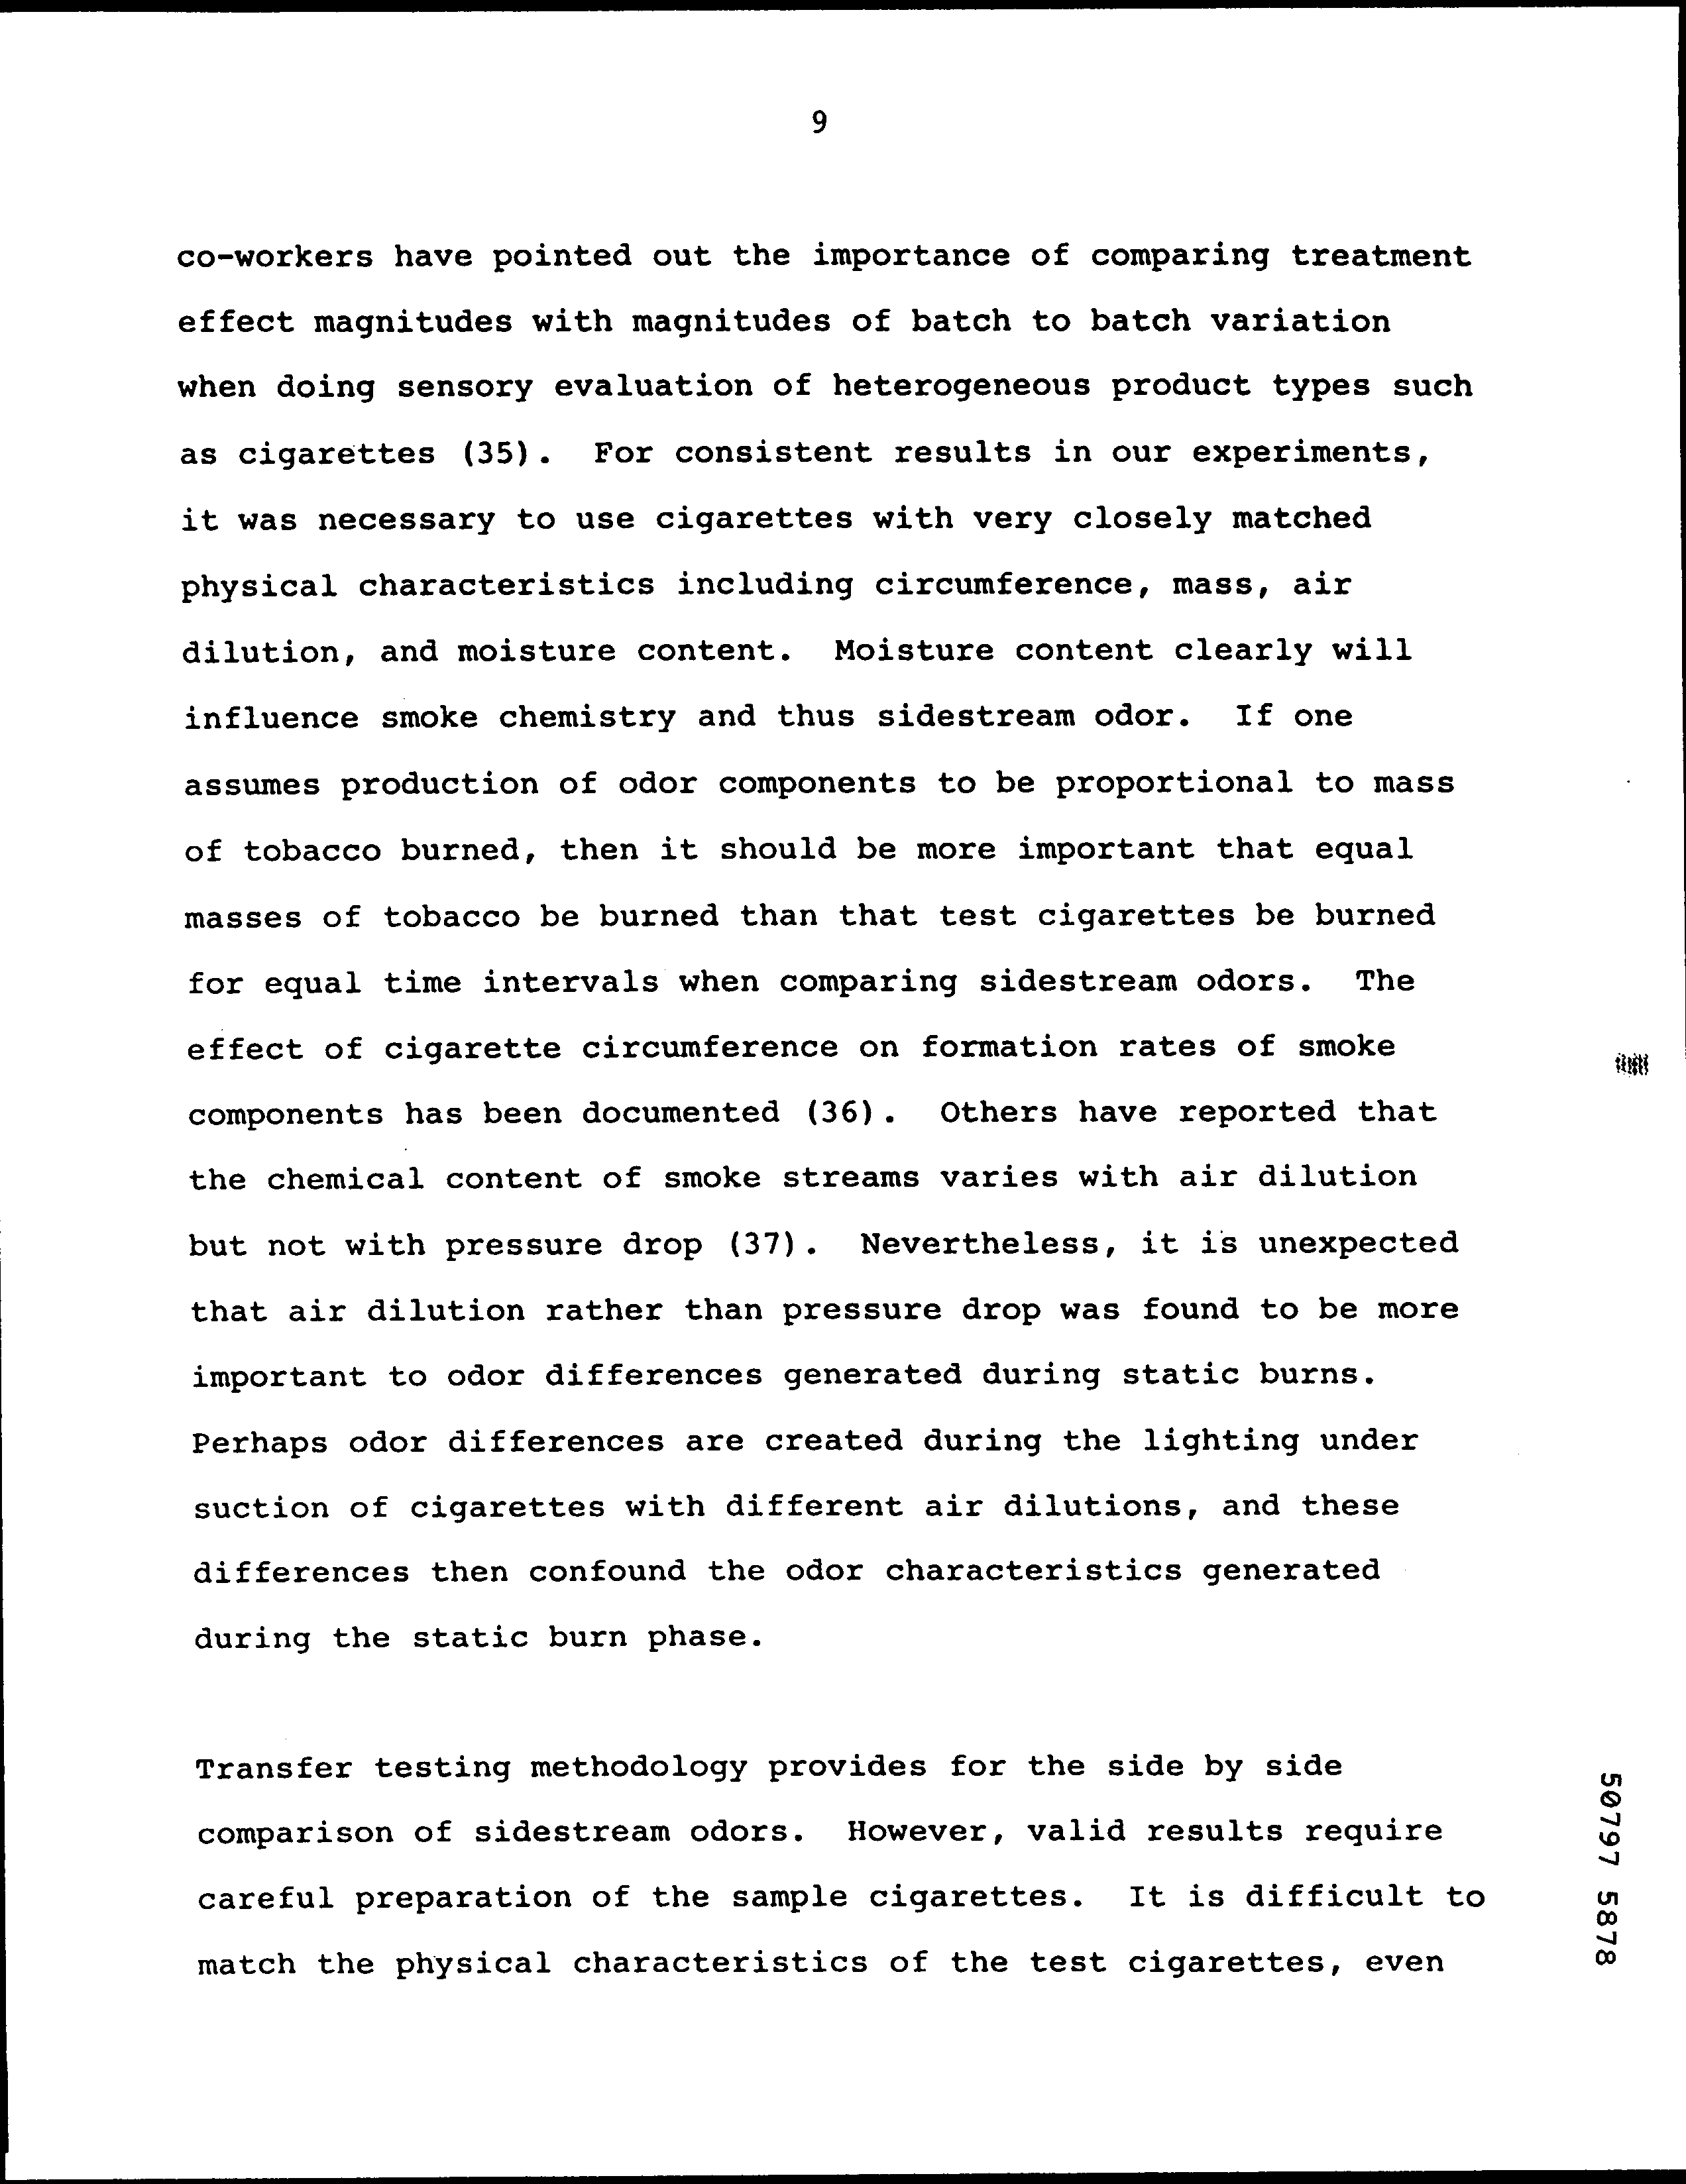 9
co-workers have pointed out the importance of comparing treatment
effect magnitudes with magnitudes of batch to batch variation
when doing sensory evaluation of heterogeneous product types such
as cigarettes (35). For consistent results in our experiments,
it was necessary to use cigarettes with very closely matched
physical characteristics including circumference, mass, air
dilution, and moisture content. Moisture content clearly will
influence smoke chemistry and thus sidestream odor. If one
assumes production of odor components to be proportional to mass
of tobacco burned, then it should be more important that equal
masses of tobacco be burned than that test cigarettes be burned
for equal time intervals when comparing sidestream odors. The
effect of cigarette circumference on formation rates of smoke
components has been documented (36). Others have reported that
the chemical content of smoke streams varies with air dilution
but not with pressure drop (37). Nevertheless, it is unexpected
that air dilution rather than pressure drop was found to be more
important to odor differences generated during static burns.
Perhaps odor differences are created during the lighting under
suction of cigarettes with different air dilutions, and these
differences then confound the odor characteristics generated
during the static burn phase.
Transfer testing methodology provides for the side by side
comparison of sidestream odors. However, valid results require
careful preparation of the sample cigarettes. It is difficult to
match the physical characteristics of the test cigarettes, even
50797 5878